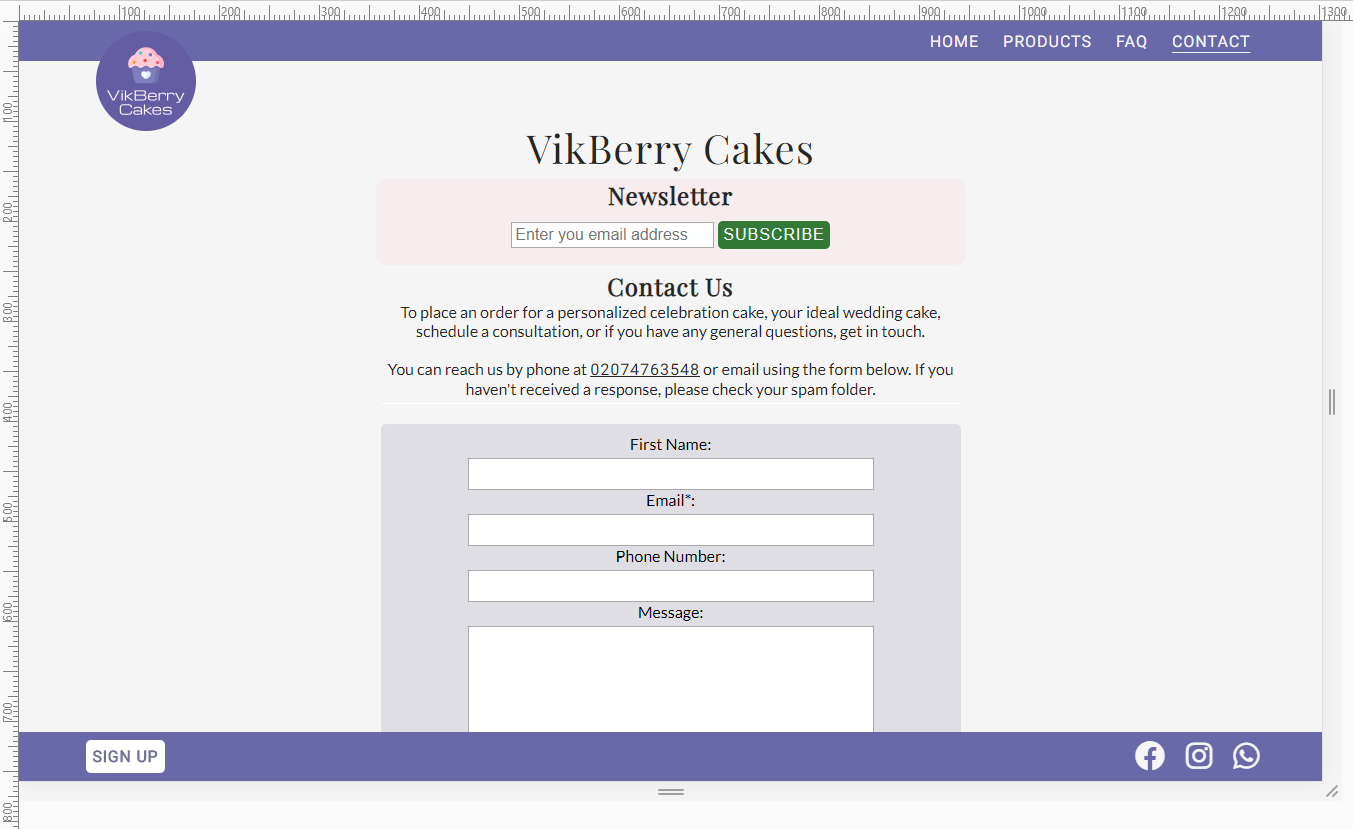 100 200 300 400 500 600 700 800 900 1000 1100 1200 1300
HOME PRODUCTS FAQ CONTACT
VikBerry
Cakes
VikBerry Cakes
Newsletter
Enter you email address SUBSCRIBE
Contact Us
To place an order for a personalized celebration cake, your ideal wedding cake,
schedule a consultation, or if you have any general questions, get in touch.
You can reach us by phone at 02074763548 or email using the form below. If you
haven't received a response, please check your spam folder.
First Name:
Email*:
Phone Number:
Message:
SIGN UP
100
200
300
400
500
600
700
800